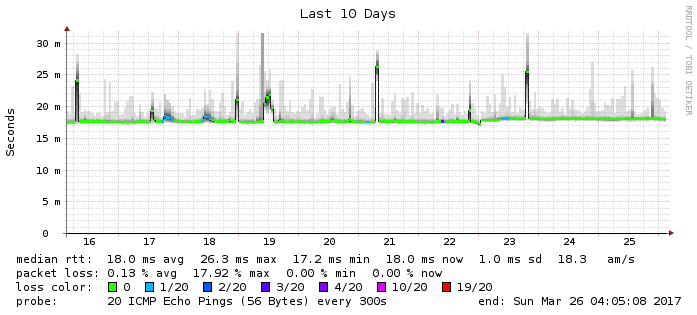 Last 10 Days
RRDTOOL / TOBI OETIKER
Seconds
30 m
25 m
20 m
15 m
10 m
5 m
0
16 17 18 19 20 21 22 23 24 25
median rtt: 18.0 ms avg 26.3 ms max 17.2 ms min 18.0 ms now 1.0 ms sd 18.3 am/s
packet loss: 0.13 % avg 17.92 % max 0.00 % min 0.00 % now
loss color: 0 1/20 2/20 3/20 4/20 10/20 19/20
probe: 20 ICMP Echo Pings (56 Bytes) every 300s end: Sun Mar 26 04:05:08 2017